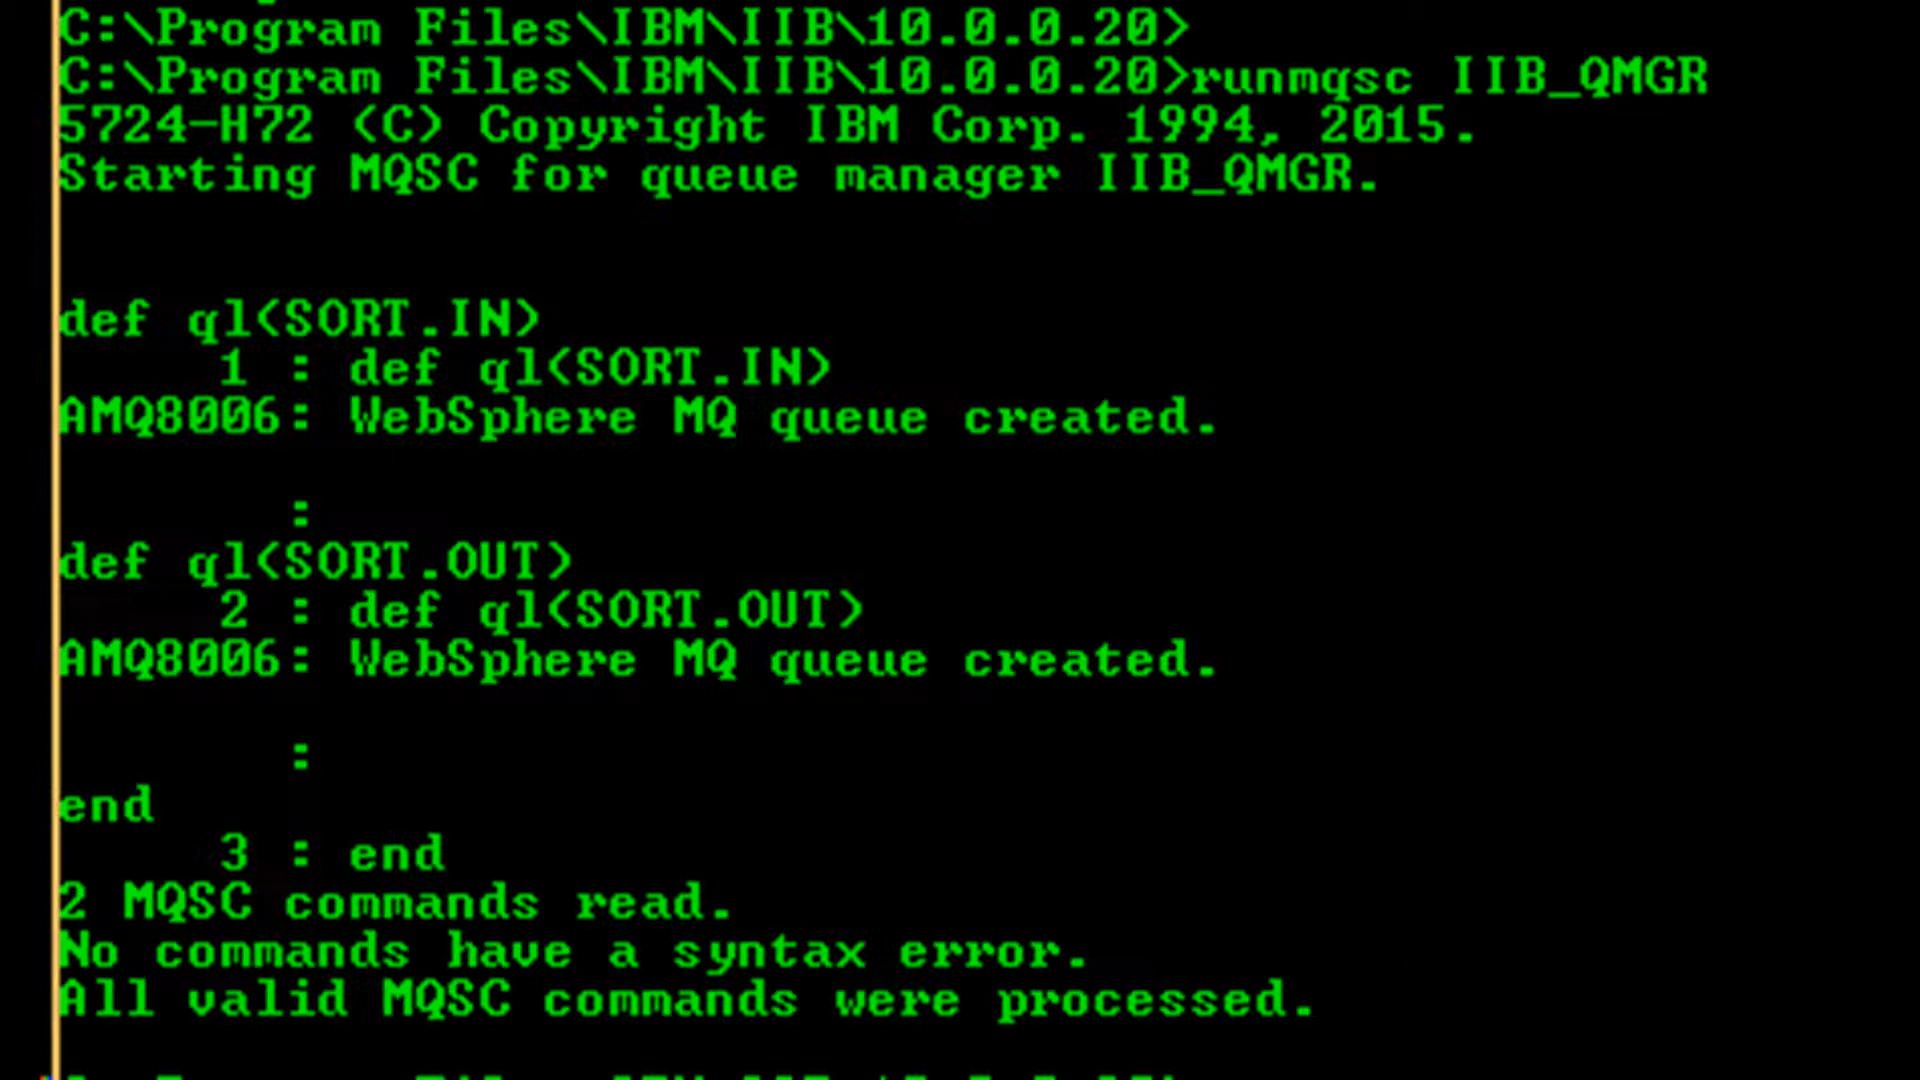 C:\Program Files\IBM\IIB\10.0.0.20>
C:\Program Files\IBM\IIB\10.0.0.20>runmqsc IIB_QMGR
5724-H72 (C) Copyright IBM Corp. 1994, 2015.
Starting MQSC for queue manager IIB_QMGR.
def ql(SORT.IN)
1 : def ql(SORT.IN)
AMQ8006: WebSphere MQ queue created.
:
def ql(SORT.OUT)
2 : def ql(SORT.OUT)
AMQ8006: WebSphere MQ queue created.
:
end
3 : end
2 MQSC commands read.
No commands have a syntax error.
All valid MQSC commands were processed.